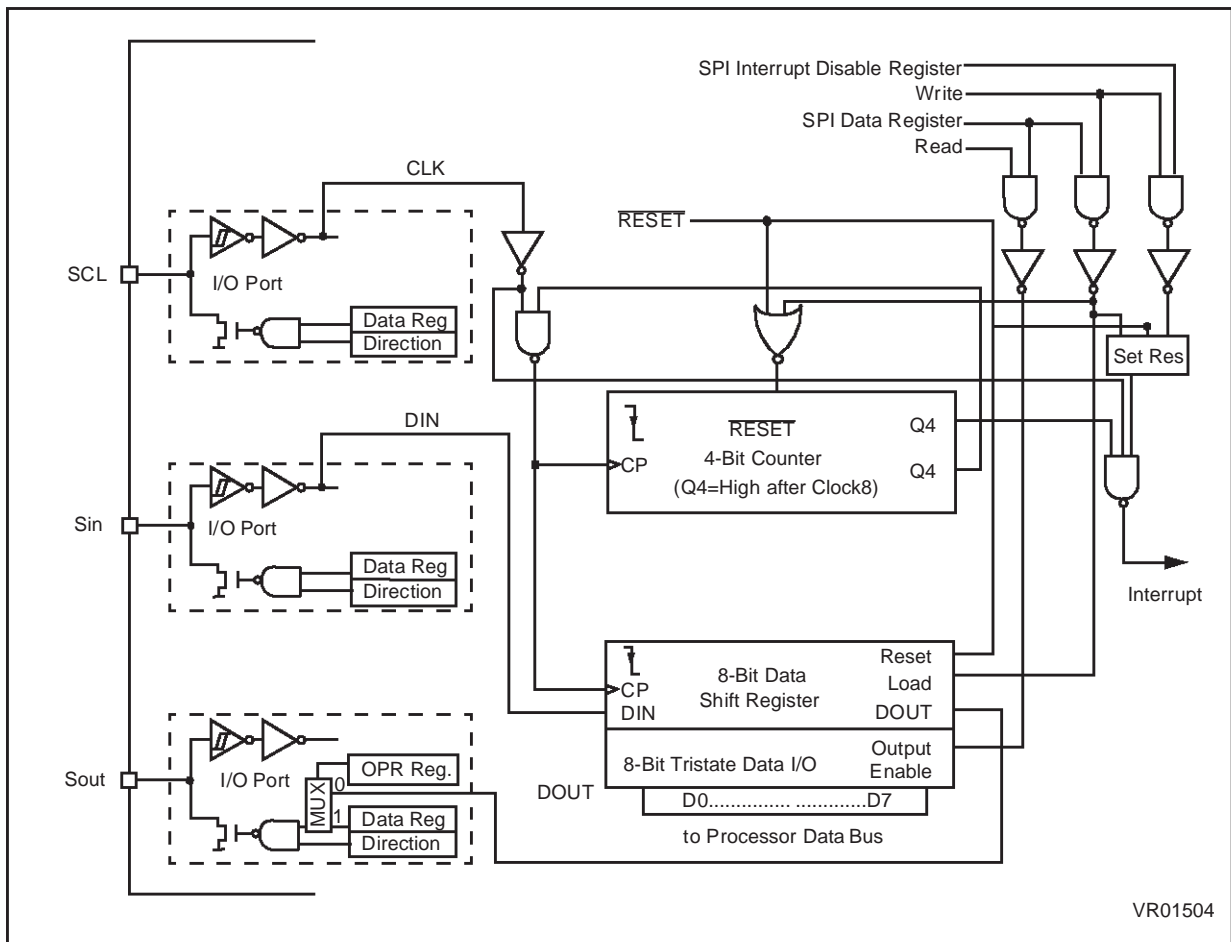 SPI Interrupt Disable Register
Write
SPI Data Register
Read
CLK
RESET
SCL
I/O Port
Data Reg
Direction
Set Res
DIN
RESET
Q4
CP
4-Bit Counter
Q4
(Q4=High after Clock8)
Sin
I/O Port
Data Reg
Direction
Interrupt
Reset
8-Bit Data
Load
CP
Shift Register
DIN
DOUT
Sout
I/O Port
OPR Reg.
MUX
0
1
Data Reg
Direction
DOUT
8-Bit Tristate Data I/O
Output
Enable
D0............... .............D7
to Processor Data Bus
VR01504